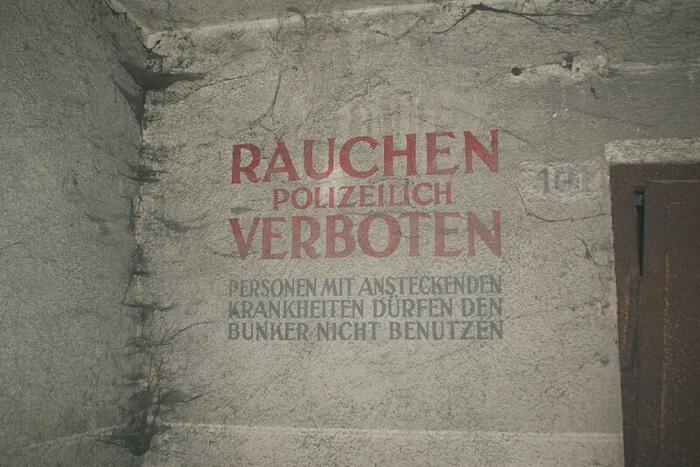 RAUCHEN
POLIZEILICH
VERBOTEN
PERSONEN MIT ANSTECKENDEN
KRANKHEITEN DÜRFEN DEN
BUNKER NICHT BENUTZEN
101